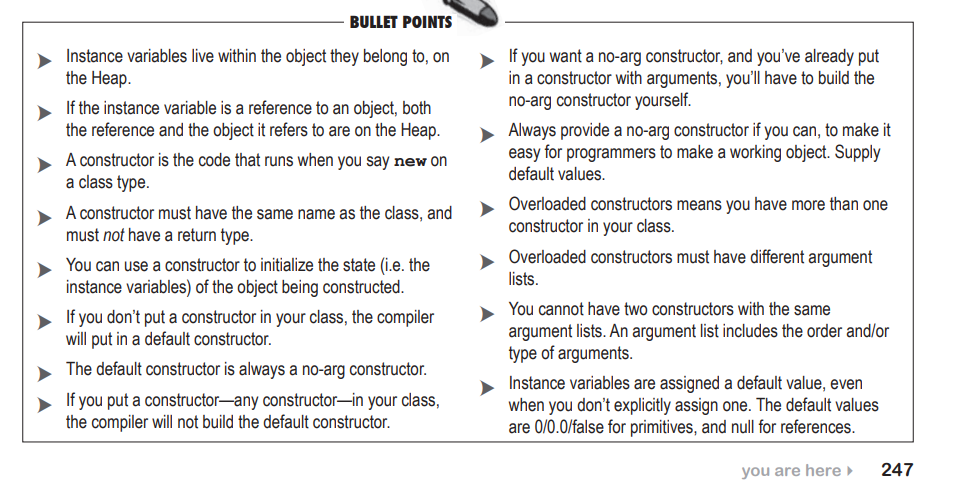 BULLET POINTS
Instance variables live within the object they belong to, on
the Heap.
If the instance variable is a reference to an object, both
the reference and the object it refers to are on the Heap.
A constructor is the code that runs when you say new on
a class type.
A constructor must have the same name as the class, and
must not have a return type.
You can use a constructor to initialize the state (i.e. the
instance variables) of the object being constructed.
If you don’t put a constructor in your class, the compiler
will put in a default constructor.
The default constructor is always a no-arg constructor.
If you put a constructor—any constructor—in your class,
the compiler will not build the default constructor.
If you want a no-arg constructor, and you’ve already put
in a constructor with arguments, you’ll have to build the
no-arg constructor yourself.
Always provide a no-arg constructor if you can, to make it
easy for programmers to make a working object. Supply
default values.
Overloaded constructors means you have more than one
constructor in your class.
Overloaded constructors must have different argument
lists.
You cannot have two constructors with the same
argument lists. An argument list includes the order and/or
type of arguments.
Instance variables are assigned a default value, even
when you don’t explicitly assign one. The default values
are 0/0.0/false for primitives, and null for references.
you are here 247